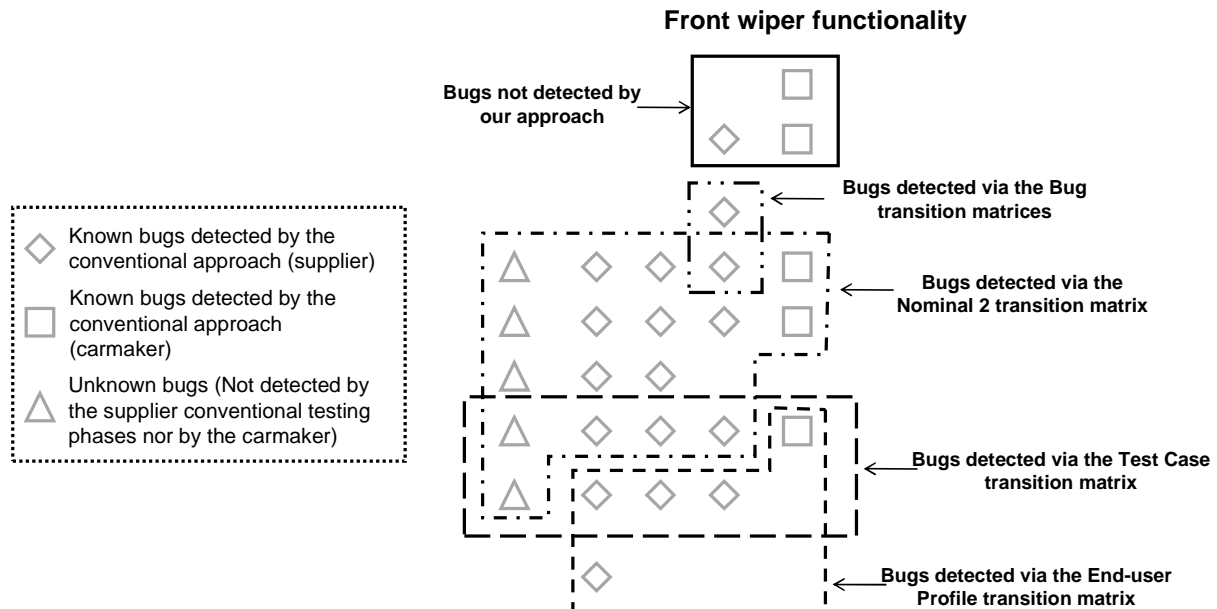 Front wiper functionality
Bugs not detected by
our approach
Bugs detected via the Bug
transition matrices
Known bugs detected by the
conventional approach (supplier)
Known bugs detected by the
conventional approach
(carmaker)
Unknown bugs (Not detected by
the supplier conventional testing
phases nor by the carmaker)
Bugs detected via the
Nominal 2 transition matrix
Bugs detected via the Test Case
transition matrix
Bugs detected via the End-user
Profile transition matrix